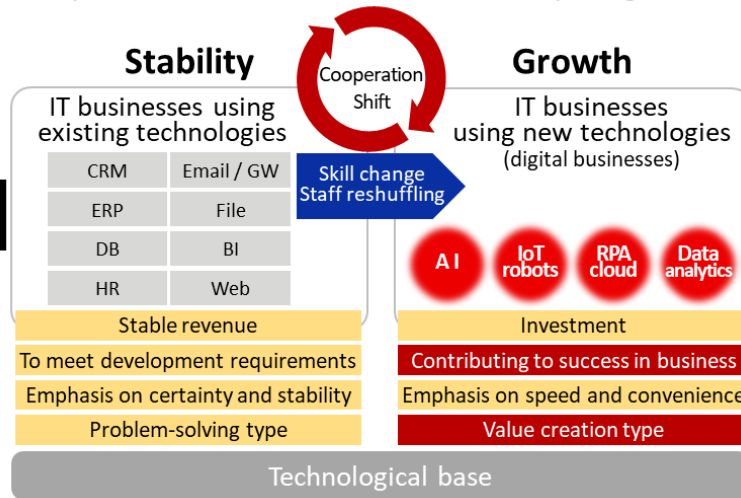 Stability
Cooperation
Shift
Growth
IT businesses using
existing technologies
CRM
Email / GW
ERP
File
DB
BI
HR
Web
Skill change
Staff reshuffling
IT businesses
using new technologies
(digital businesses)
AI
IoT
robots
RPA
cloud
Data
analytics
Stable revenue
To meet development requirements
Emphasis on certainty and stability
Problem-solving type
Investment
Contributing to success in business
Emphasis on speed and convenience
Value creation type
Technological base